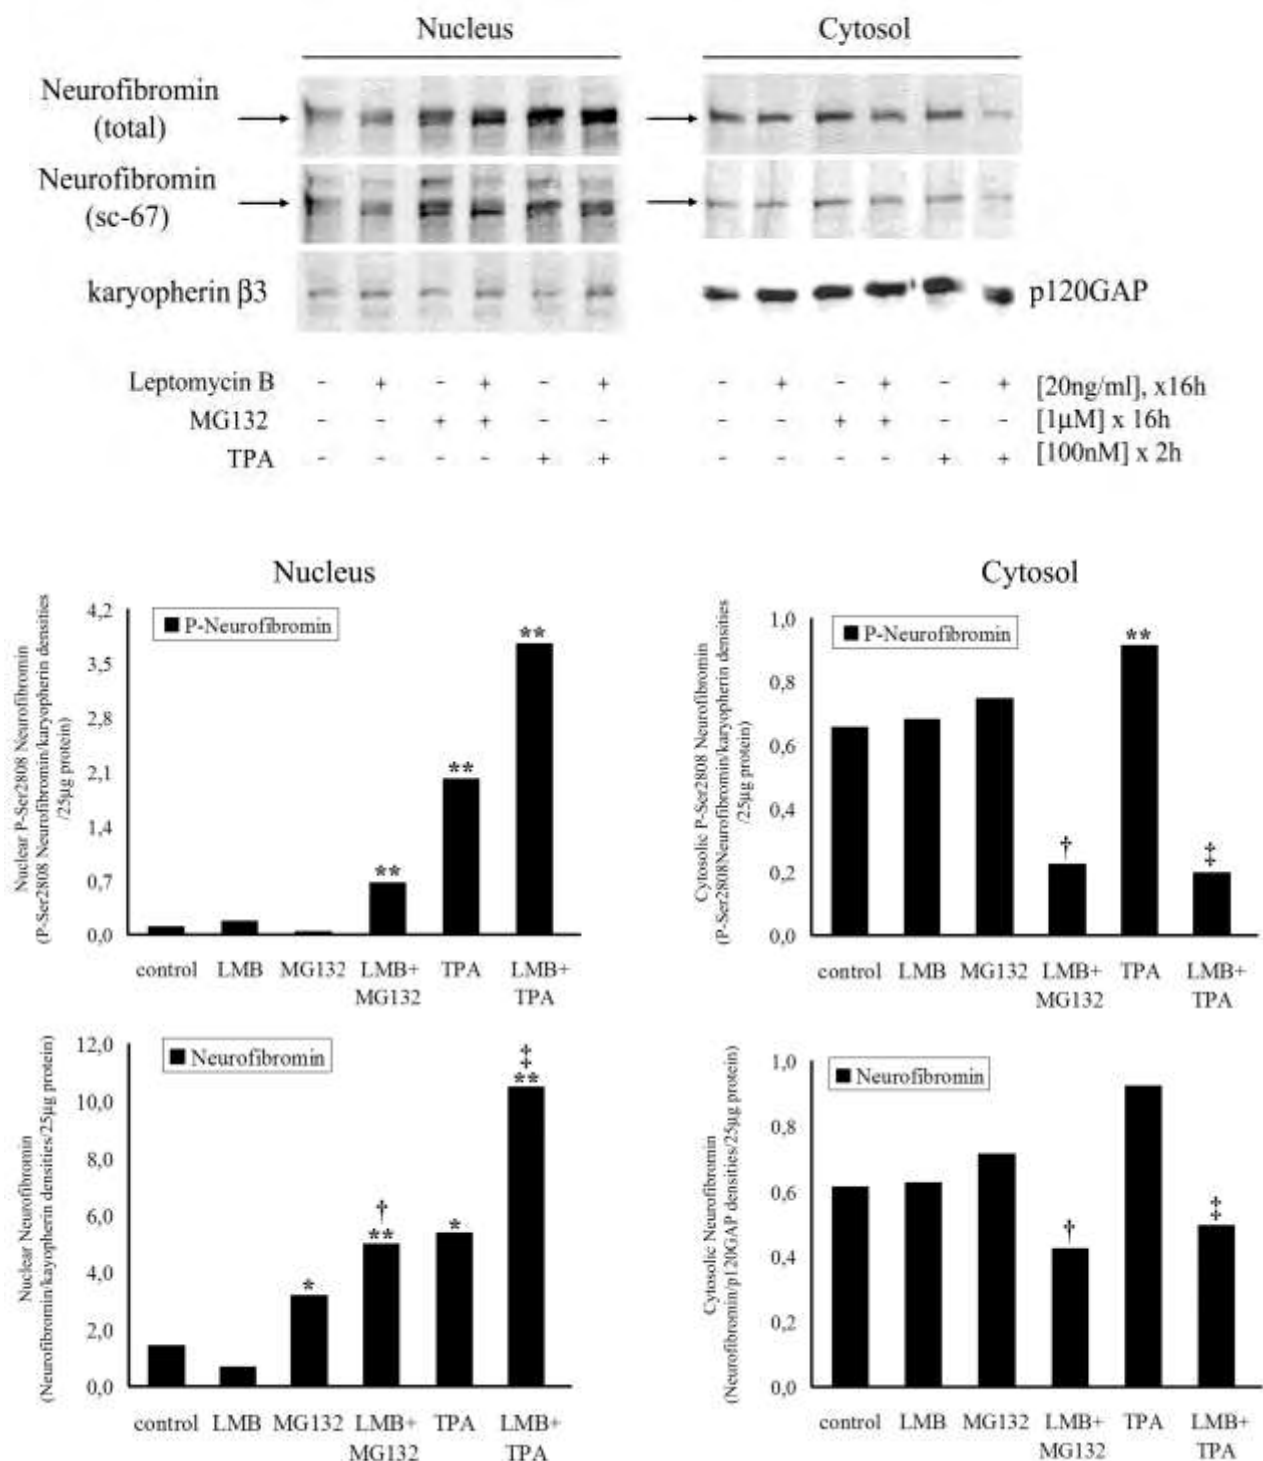 Nucleus
Cytosol
Neurofibromin
(total)
Neurofibromin
(sc-67)
karyopherin β3
p120GAP
Leptomycin B - + - + - + - + - + - + [20ng/ml], x16h
MG132 - - + + - - - - + + - - [1μM] x 16h
TPA - - - - + + - - - - + + [100nM] x 2h
Nucleus
Nuclear P-Ser2808 Neurofibromin
(P-Ser2808 Neurofibromin/karyopherin densities
/25μg protein)
4,2
3,5
2,8
2,1
1,4
0,7
0,0
P-Neurofibromin
**
**
**
control LMB MG132 LMB+ TPA LMB+
MG132 TPA
Cytosol
Cytosolic P-Ser2808 Neurofibromin
(P-Ser2808Neurofibromin/karyopherin densities
/25μg protein)
1,0
0,8
0,6
0,4
0,2
0,0
P-Neurofibromin
†
**
‡
control LMB MG132 LMB+ TPA LMB+
MG132 TPA
Nuclear Neurofibromin
(Neurofibromin/kayopherin densities/25μg protein)
12,0
10,0
8,0
6,0
4,0
2,0
0,0
Neurofibromin
*
†
**
*
‡
**
control LMB MG132 LMB+ TPA LMB+
MG132 TPA
Cytosolic Neurofibromin
(Neurofibromin/p120GAP densities/25μg protein)
1,0
0,8
0,6
0,4
0,2
0,0
Neurofibromin
†
‡
control LMB MG132 LMB+ TPA LMB+
MG132 TPA